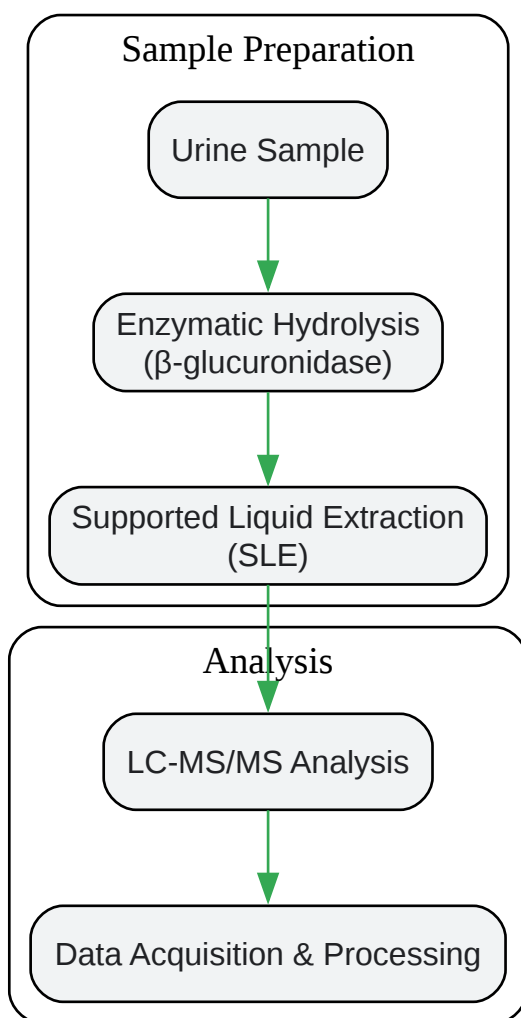 Sample Preparation
Urine Sample
Enzymatic Hydrolysis
(β-glucuronidase)
Supported Liquid Extraction
(SLE)
Analysis
LC-MS/MS Analysis
Data Acquisition & Processing